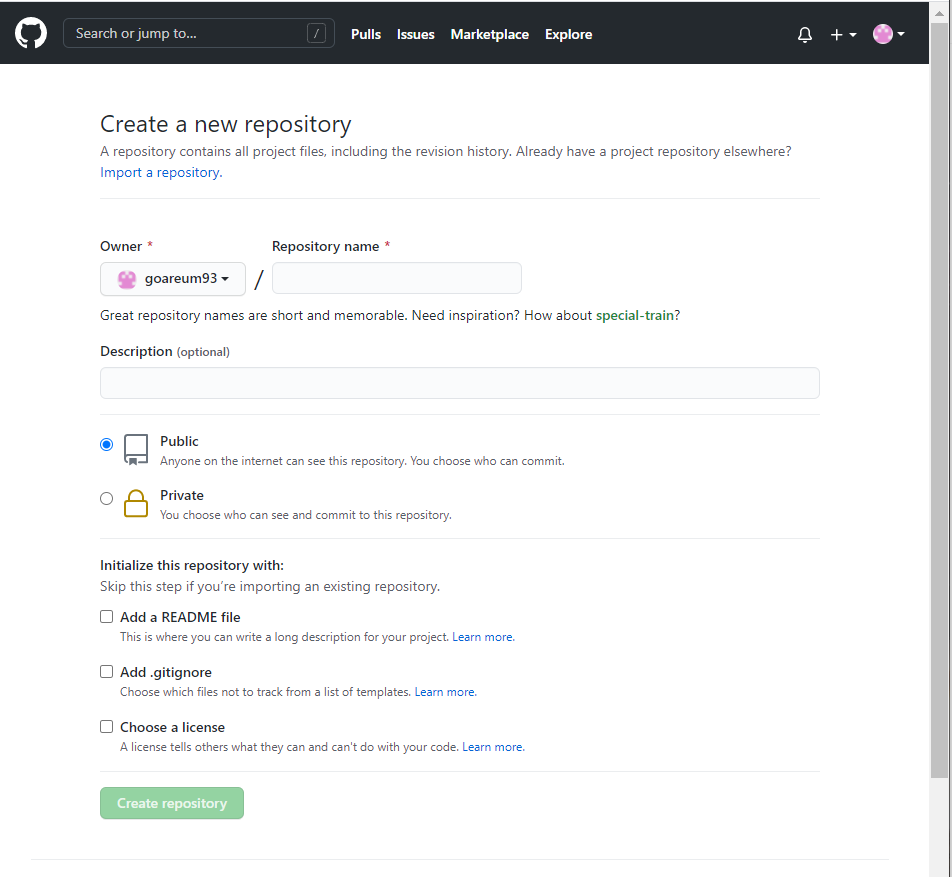 Search or jump to... /
Pulls Issues Marketplace Explore
Create a new repository
A repository contains all project files, including the revision history. Already have a project repository elsewhere?
Import a repository.
Owner * Repository name *
goareum93 /
Great repository names are short and memorable. Need inspiration? How about special-train?
Description (optional)
Public
Anyone on the internet can see this repository. You choose who can commit.
Private
You choose who can see and commit to this repository.
Initialize this repository with:
Skip this step if you’re importing an existing repository.
Add a README file
This is where you can write a long description for your project. Learn more.
Add .gitignore
Choose which files not to track from a list of templates. Learn more.
Choose a license
A license tells others what they can and can't do with your code. Learn more.
Create repository